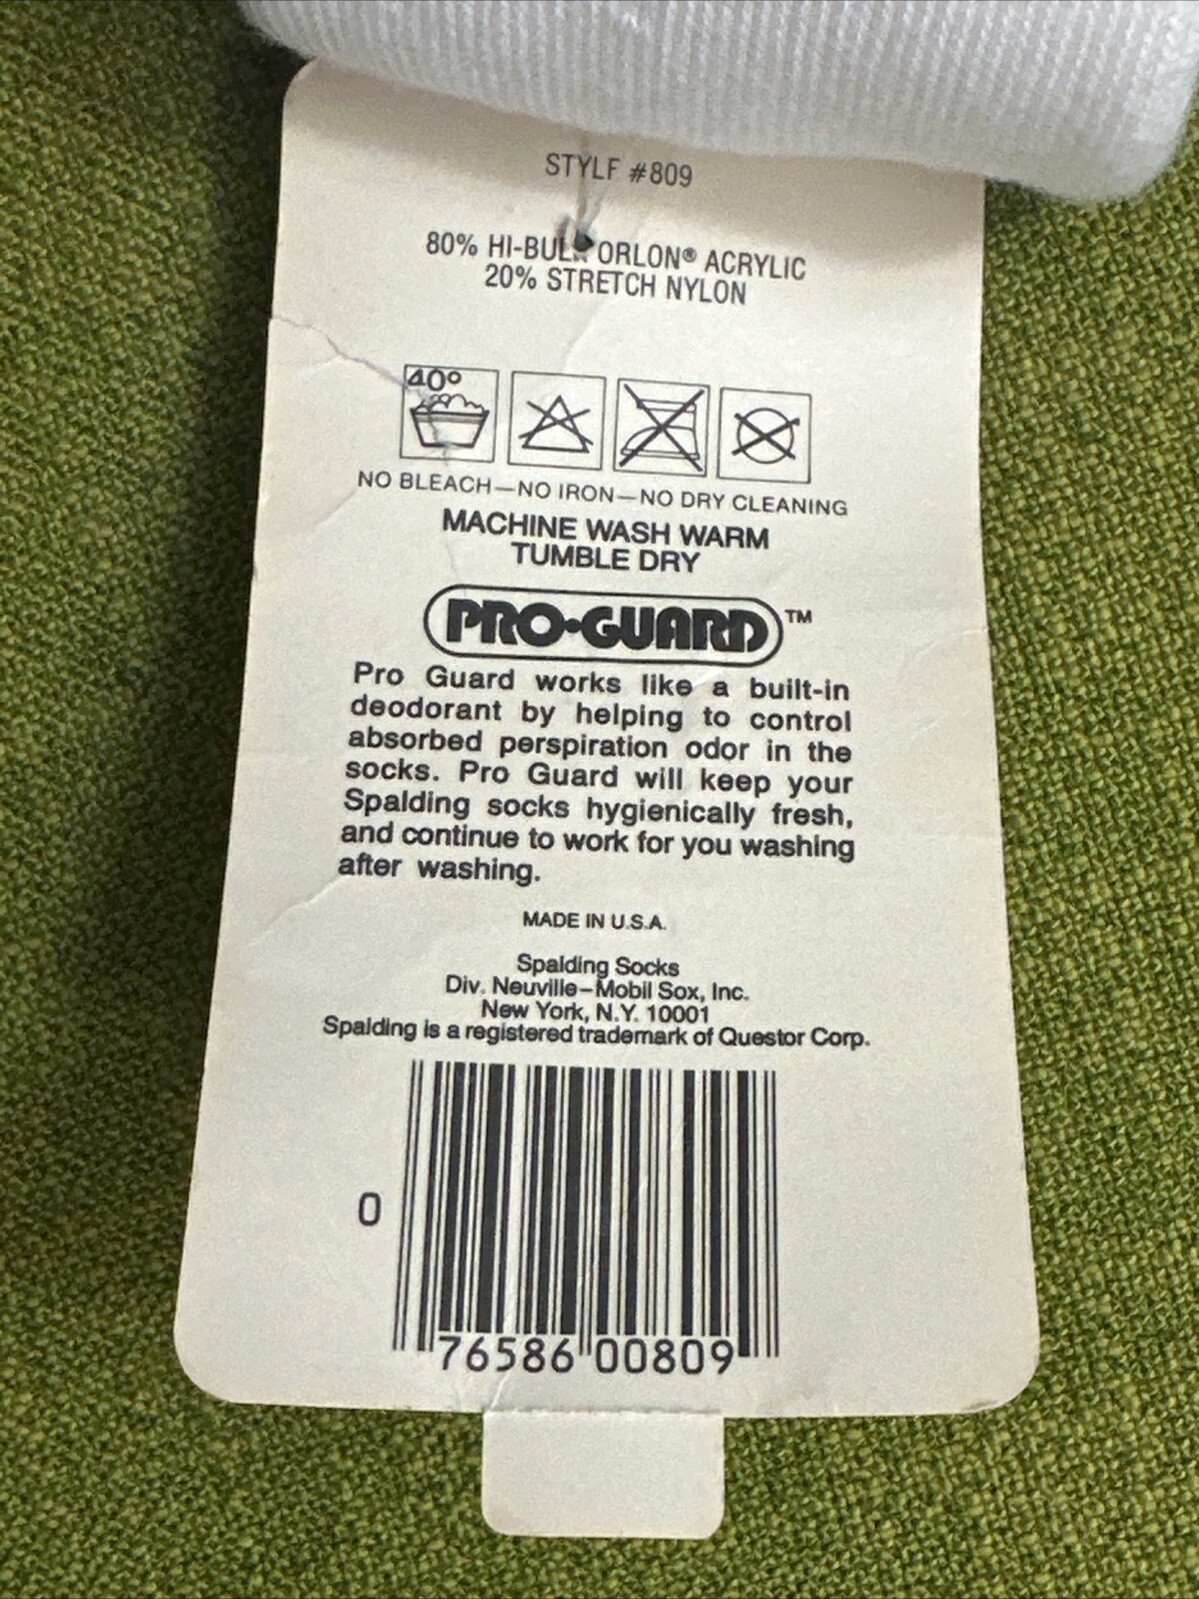 STYLE #809
80% HI-BULK ORLON® ACRYLIC
20% STRETCH NYLON
40°
NO BLEACH—NO IRON—NO DRY CLEANING
MACHINE WASH WARM
TUMBLE DRY
PRO•GUARD™
Pro Guard works like a built-in
deodorant by helping to control
absorbed perspiration odor in the
socks. Pro Guard will keep your
Spalding socks hygienically fresh,
and continue to work for you washing
after washing.
MADE IN U.S.A.
Spalding Socks
Div. Neuville–Mobil Sox, Inc.
New York, N.Y. 10001
Spalding is a registered trademark of Questor Corp.
0 76586 00809